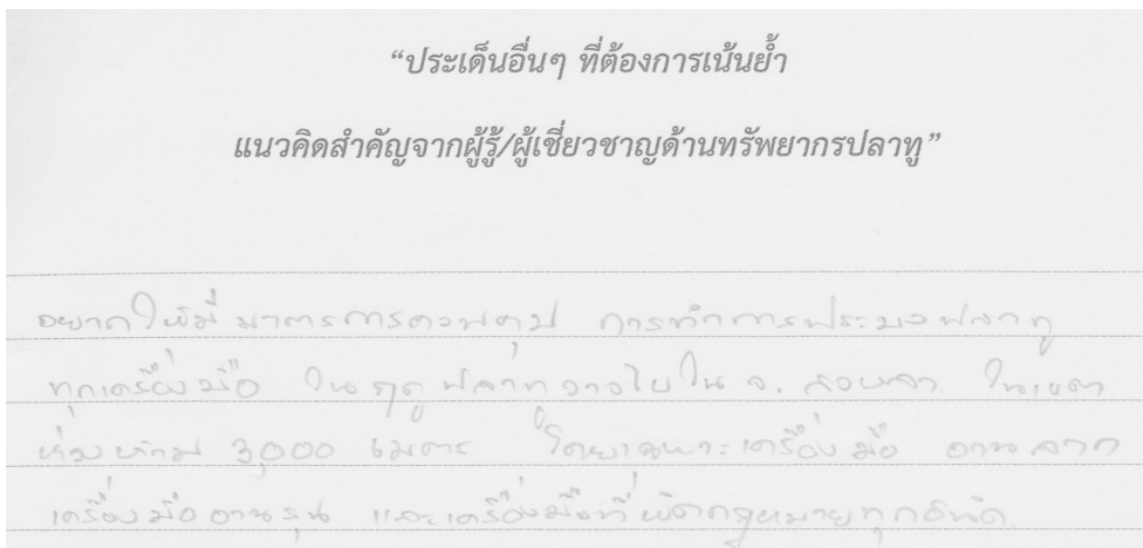 “ประเด็นอื่นๆ ที่ต้องการเน้นย้ำ
แนวคิดสำคัญจากผู้รู้/ผู้เชี่ยวชาญด้านทรัพยากรปลาทู”
อยากให้มี มาตรการควบคุม การทำการประมงปลาทู
ทุกเครื่องมือ ในฤดูปลาทูวางไข่ใน จ. สงขลา ในเขต
ห่างฝั่ง 3,000 เมตร โดยเฉพาะเครื่องมือ อวนลาก
เครื่องมืออวนรุน และเครื่องมือที่ผิดกฎหมายทุกชนิด.